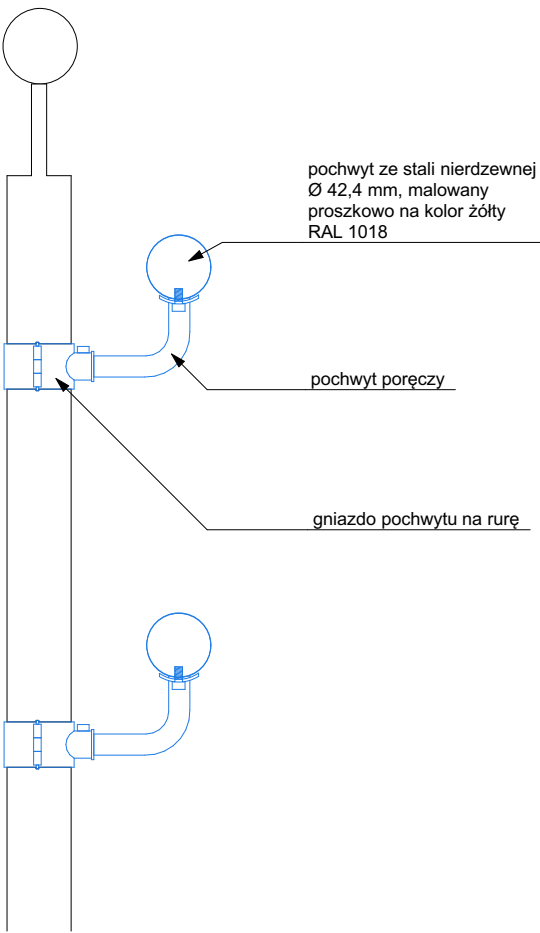 pochwyt ze stali nierdzewnej
Ø 42,4 mm, malowany
proszkowo na kolor żółty
RAL 1018
pochwyt poręczy
gniazdo pochwytu na rurę